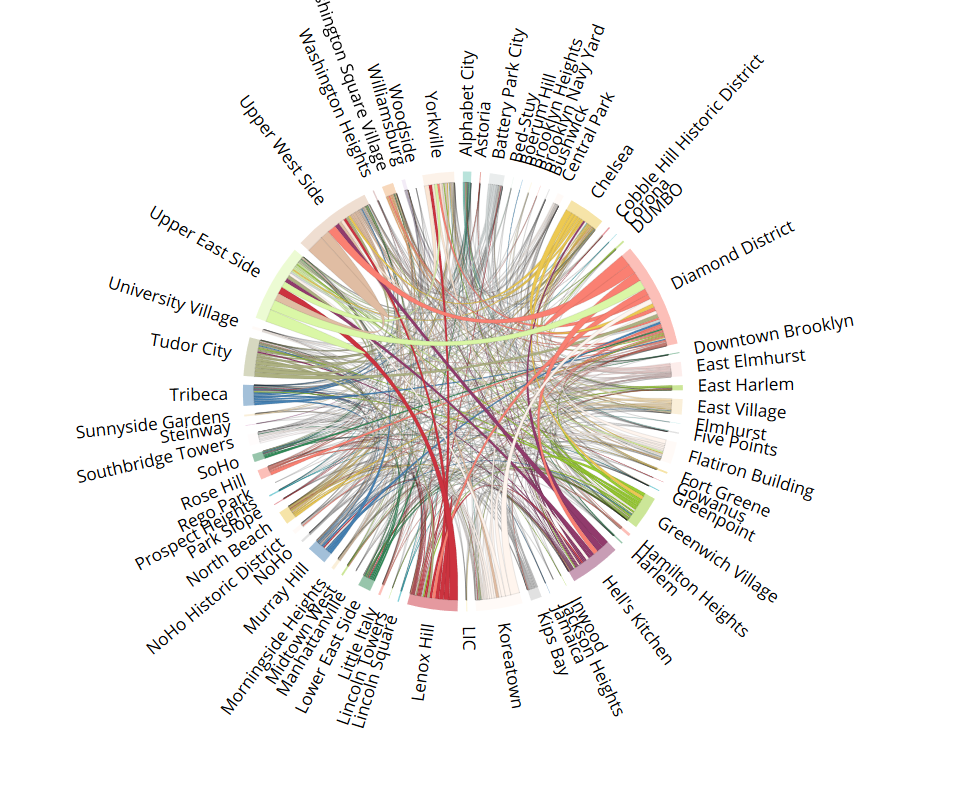 Alphabet City
Astoria
Battery Park City
Bed-Stuy
Boerum Hill
Brooklyn Heights
Brooklyn Navy Yard
Bushwick
Central Park
Chelsea
Cobble Hill Historic District
Corona
DUMBO
Diamond District
Downtown Brooklyn
East Elmhurst
East Harlem
East Village
Elmhurst
Five Points
Flatiron Building
Fort Greene
Gowanus
Greenpoint
Greenwich Village
Hamilton Heights
Harlem
Hell's Kitchen
Inwood
Jackson Heights
Jamaica
Kips Bay
Koreatown
LIC
Lenox Hill
Lincoln Square
Lincoln Towers
Little Italy
Lower East Side
Manhattanville
Midtown West
Morningside Heights
Murray Hill
NoHo
NoHo Historic District
North Beach
Park Slope
Prospect Heights
Rego Park
Rose Hill
SoHo
Southbridge Towers
Steinway
Sunnyside Gardens
Tribeca
Tudor City
University Village
Upper East Side
Upper West Side
Washington Heights
shington Square Village
Williamsburg
Woodside
Yorkville